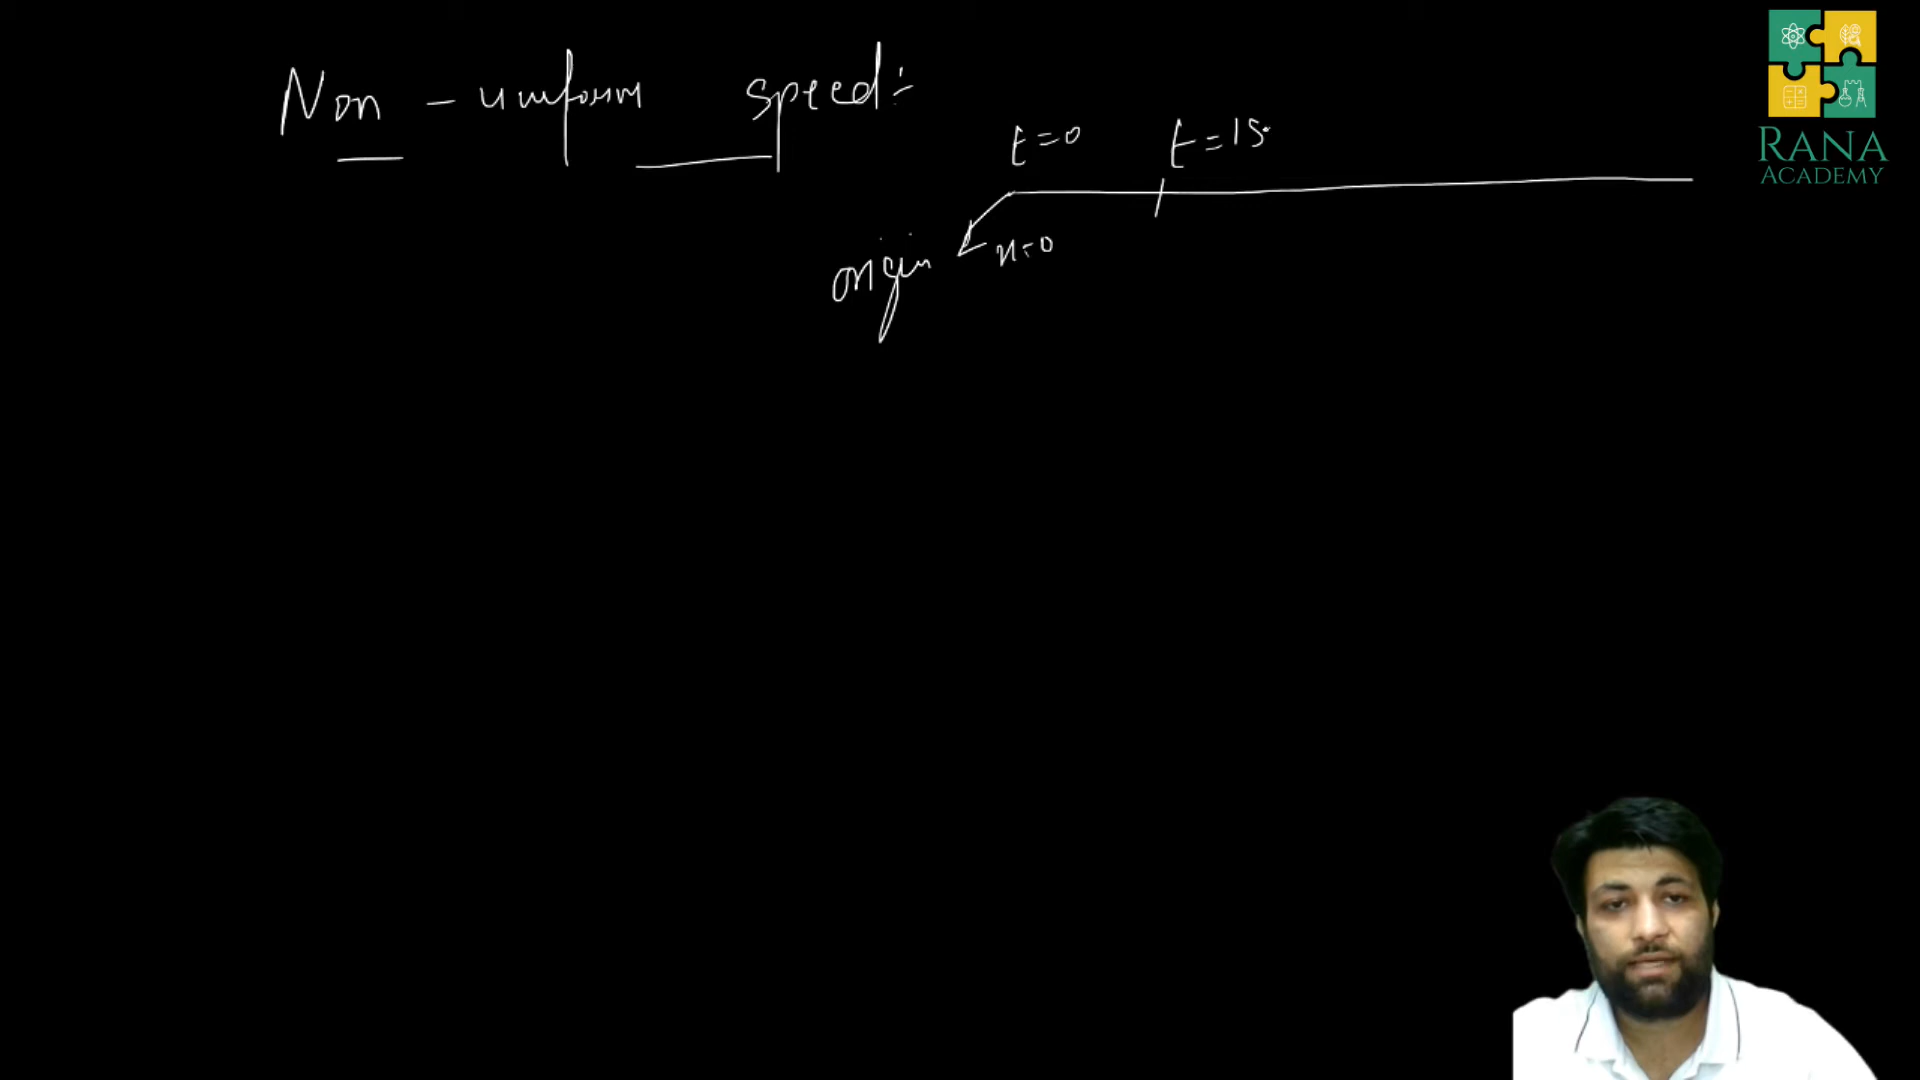 Non - uniform speed :-
t=0 t=1s.
origin x=0
RANA
ACADEMY